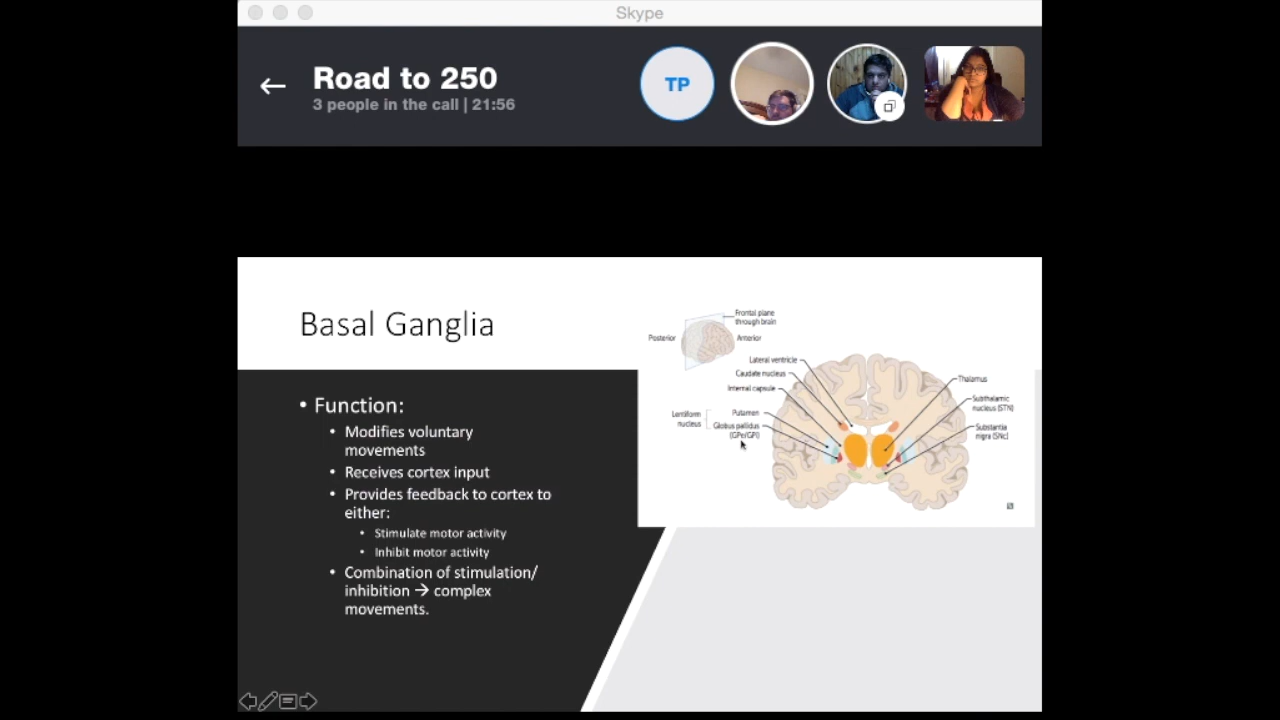 Skype
Road to 250
3 people in the call | 21:56
TP
Basal Ganglia
• Function:
• Modifies voluntary
movements
• Receives cortex input
• Provides feedback to cortex to
either:
• Stimulate motor activity
• Inhibit motor activity
• Combination of stimulation/
inhibition → complex
movements.
Frontal plane
through brain
Posterior
Anterior
Lateral ventricle
Caudate nucleus
Internal capsule
Lentiform
nucleus
Putamen
Globus pallidus
(GPe/GPi)
Thalamus
Subthalamic
nucleus (STN)
Substantia
nigra (SNc)